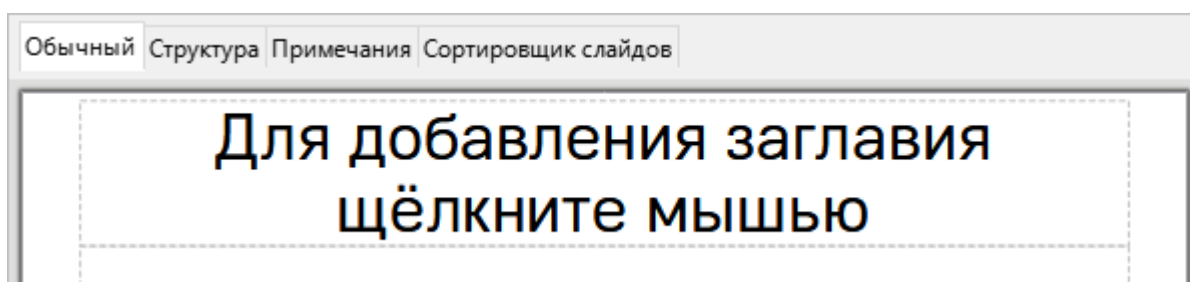 Обычный Структура Примечания Сортировщик слайдов
Для добавления заглавия
щёлкните мышью